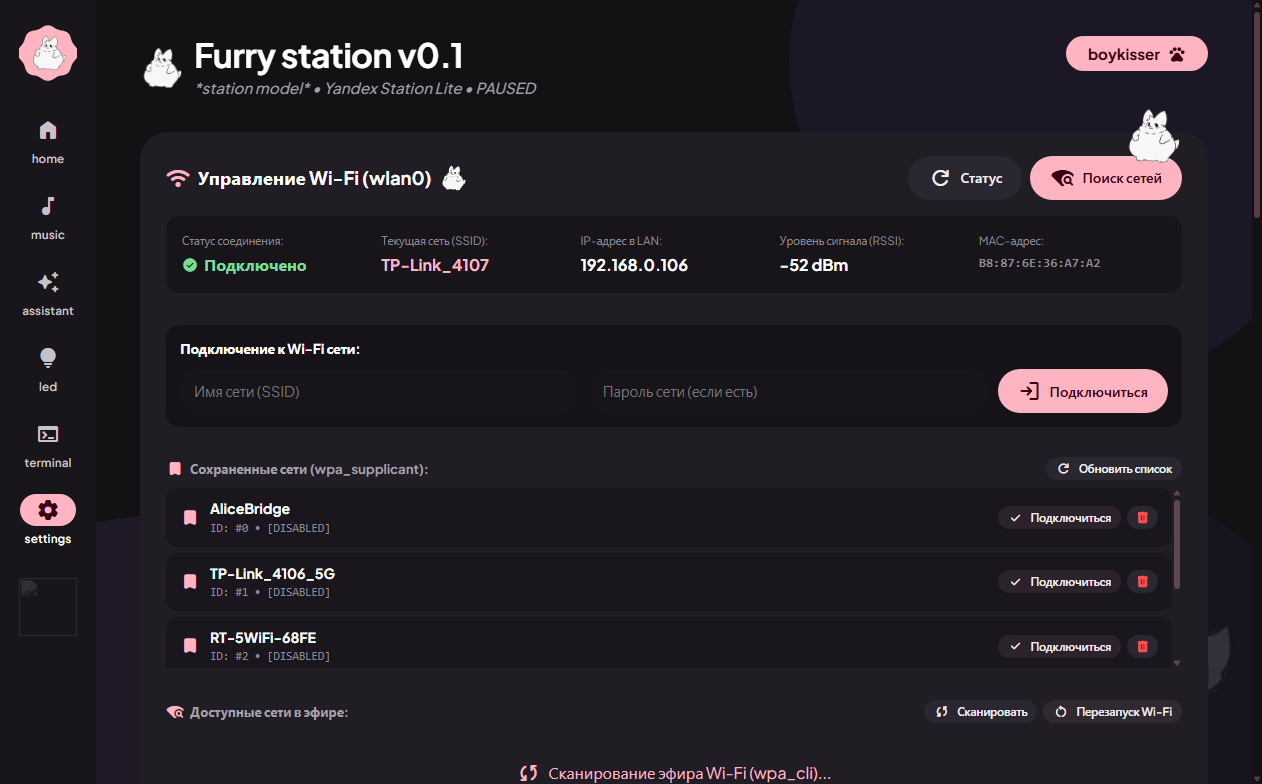 Furry station v0.1
*station model* • Yandex Station Lite • PAUSED
boykisser
home
music
assistant
led
terminal
settings
Управление Wi-Fi (wlan0)
Статус
Поиск сетей
Статус соединения:
Подключено
Текущая сеть (SSID):
TP-Link_4107
IP-адрес в LAN:
192.168.0.106
Уровень сигнала (RSSI):
-52 dBm
MAC-адрес:
B8:87:6E:36:A7:A2
Подключение к Wi-Fi сети:
Имя сети (SSID)
Пароль сети (если есть)
Подключиться
Сохраненные сети (wpa_supplicant):
Обновить список
AliceBridge
ID: #0 • [DISABLED]
Подключиться
TP-Link_4106_5G
ID: #1 • [DISABLED]
Подключиться
RT-5WiFi-68FE
ID: #2 • [DISABLED]
Подключиться
Доступные сети в эфире:
Сканировать
Перезапуск Wi-Fi
Сканирование эфира Wi-Fi (wpa_cli)...